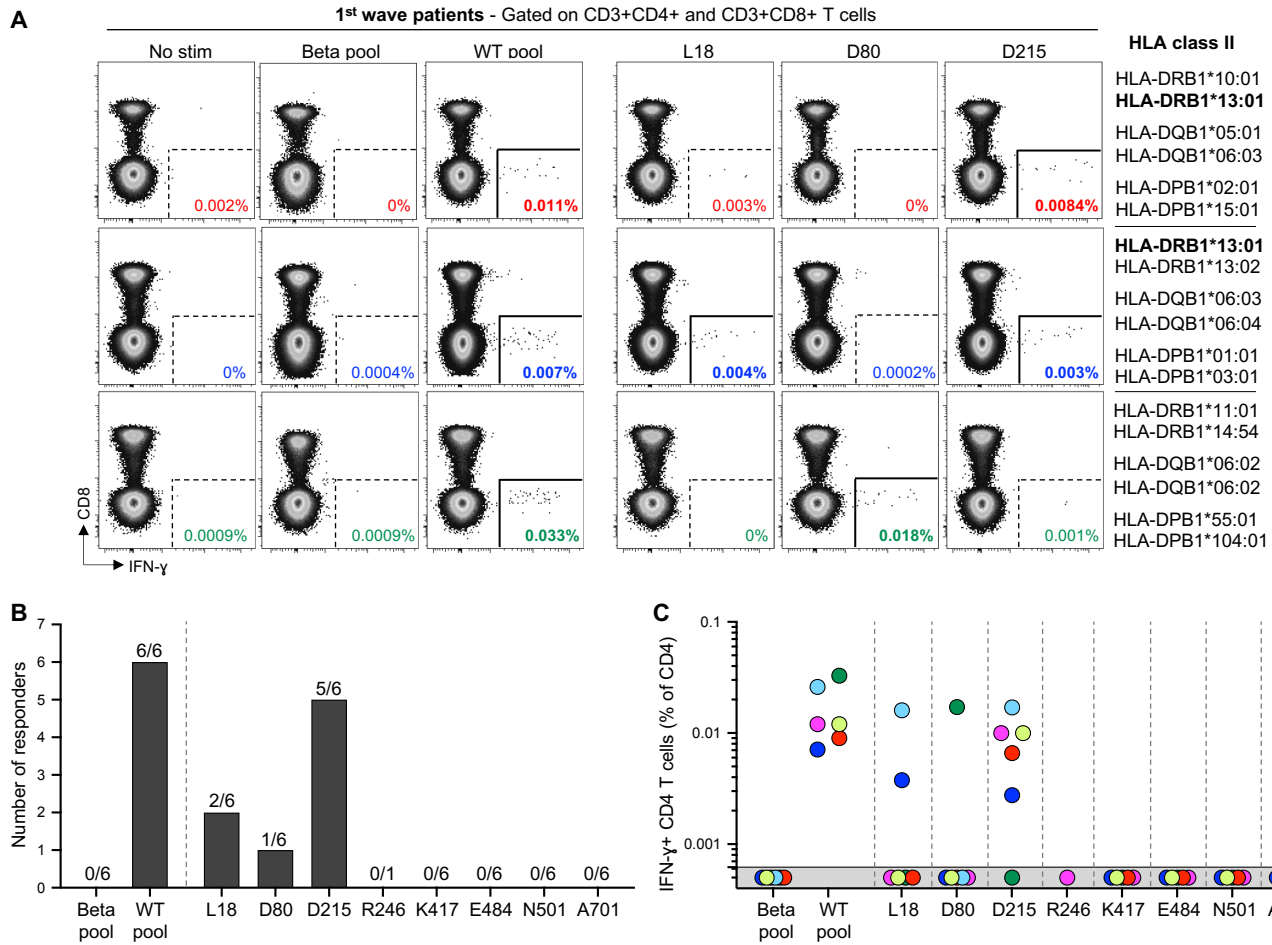 A
1st wave patients - Gated on CD3+CD4+ and CD3+CD8+ T cells
No stim Beta pool WT pool L18 D80 D215 HLA class II
0.002% 0% 0.011% 0.003% 0% 0.0084%
HLA-DRB1*10:01
HLA-DRB1*13:01
HLA-DQB1*05:01
HLA-DQB1*06:03
HLA-DPB1*02:01
HLA-DPB1*15:01
0% 0.0004% 0.007% 0.004% 0.0002% 0.003%
HLA-DRB1*13:01
HLA-DRB1*13:02
HLA-DQB1*06:03
HLA-DQB1*06:04
HLA-DPB1*01:01
HLA-DPB1*03:01
0.0009% 0.0009% 0.033% 0% 0.018% 0.001%
HLA-DRB1*11:01
HLA-DRB1*14:54
HLA-DQB1*06:02
HLA-DQB1*06:02
HLA-DPB1*55:01
HLA-DPB1*104:01
CD8
IFN-ɣ
B
Number of responders
7
6
5
4
3
2
1
0
0/6 6/6 2/6 1/6 5/6 0/1 0/6 0/6 0/6 0/6
Beta WT L18 D80 D215 R246 K417 E484 N501 A701
pool pool
C
IFN-ɣ+ CD4 T cells (% of CD4)
0.1
0.01
0.001
Beta WT L18 D80 D215 R246 K417 E484 N501 A
pool pool